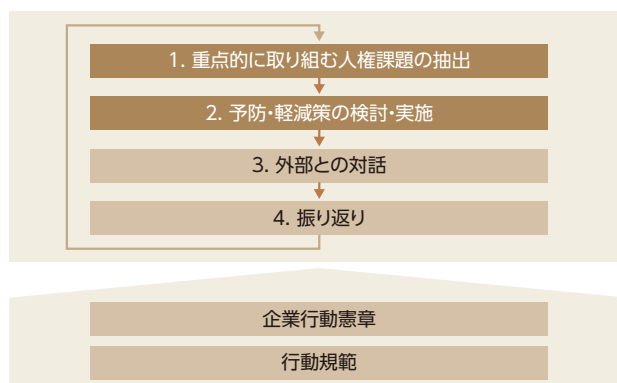 1. 重点的に取り組む人権課題の抽出
2. 予防・軽減策の検討・実施
3. 外部との対話
4. 振り返り
企業行動憲章
行動規範